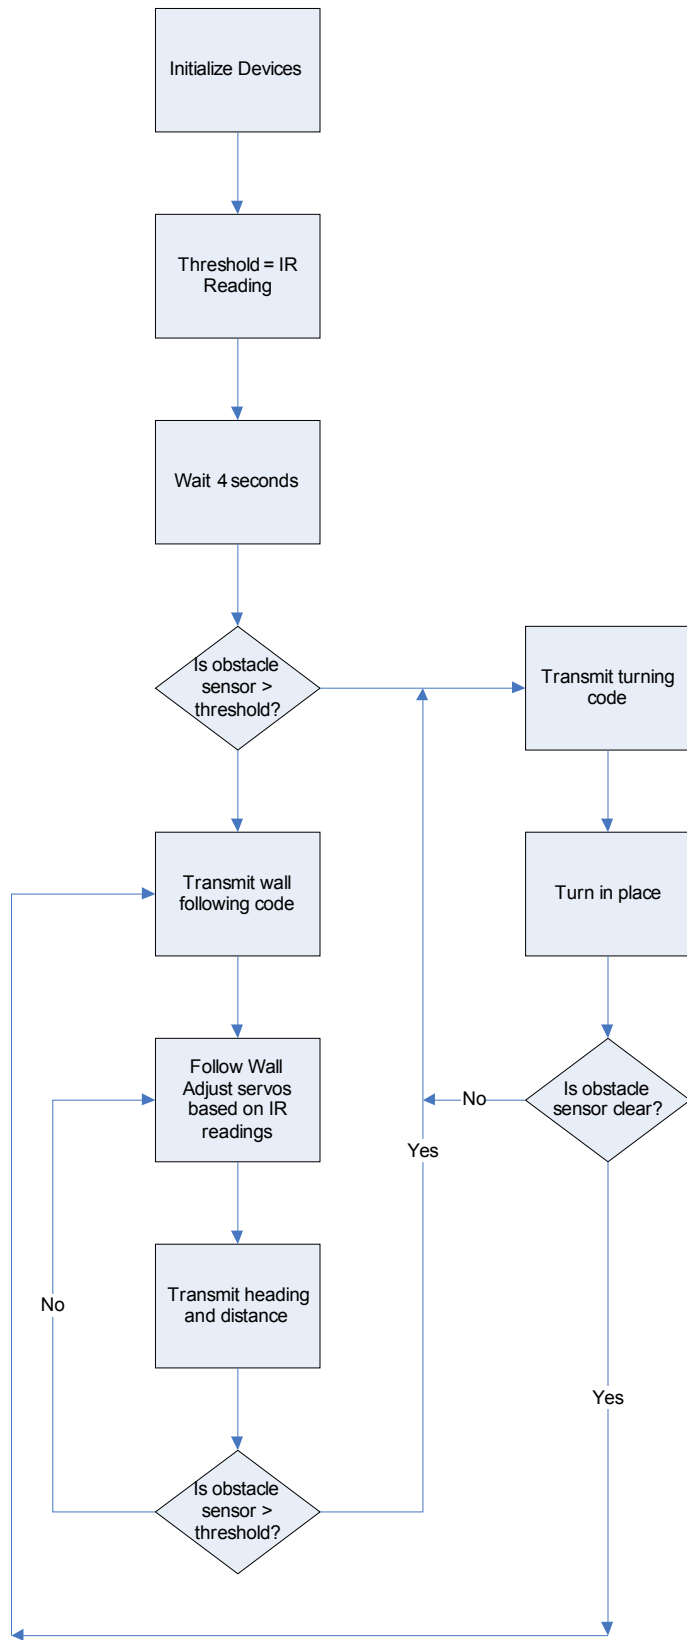 Initialize Devices
Threshold = IR
Reading
Wait 4 seconds
Is obstacle
sensor >
threshold?
Transmit turning
code
Transmit wall
following code
Turn in place
Follow Wall
Adjust servos
based on IR
readings
Is obstacle
sensor clear?
No
Yes
Transmit heading
and distance
No
Yes
Is obstacle
sensor >
threshold?